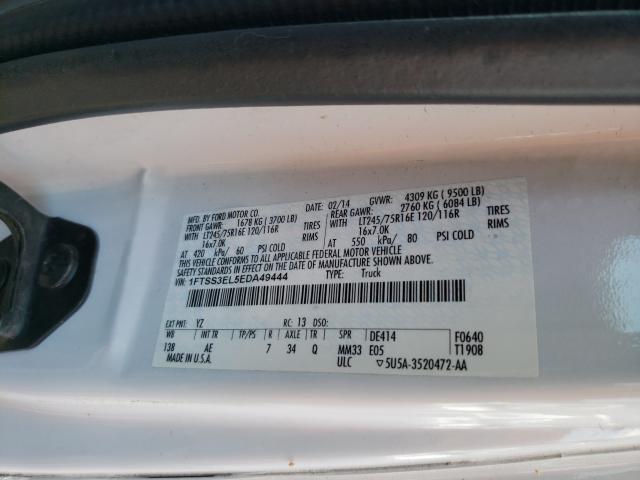 MFD. BY FORD MOTOR CO. 02/14 GVWR: 4309 KG ( 9500 LB)
FRONT GAWR: 1678 KG ( 3700 LB) REAR GAWR: 2760 KG ( 6084 LB)
WITH LT245/75R16E 120/116R TIRES WITH LT245/75R16E 120/116R TIRES
16x7.0K RIMS 16x7.0K RIMS
AT 420 kPa/ 60 PSI COLD AT 550 kPa/ 80 PSI COLD
THIS VEHICLE CONFORMS TO ALL APPLICABLE FEDERAL MOTOR VEHICLE
SAFETY STANDARDS IN EFFECT ON THE DATE OF MANUFACTURE SHOWN ABOVE.
VIN: 1FTSS3EL5EDA49444 TYPE: Truck
EXT PNT: YZ RC: 13 DSO:
WB INT TR TP/PS R AXLE TR SPR DE414 F0640
138 AE 7 34 Q MM33 E05 T1908
MADE IN U.S.A. ULC ▽5U5A-3520472-AA